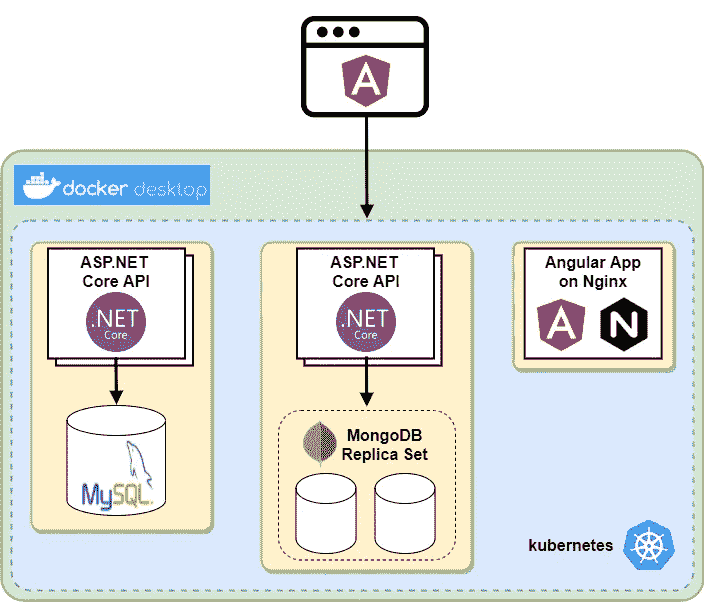 A
docker desktop
ASP.NET
Core API
.NET
Core
MySQL
ASP.NET
Core API
.NET
Core
MongoDB
Replica Set
Angular App
on Nginx
A
N
kubernetes